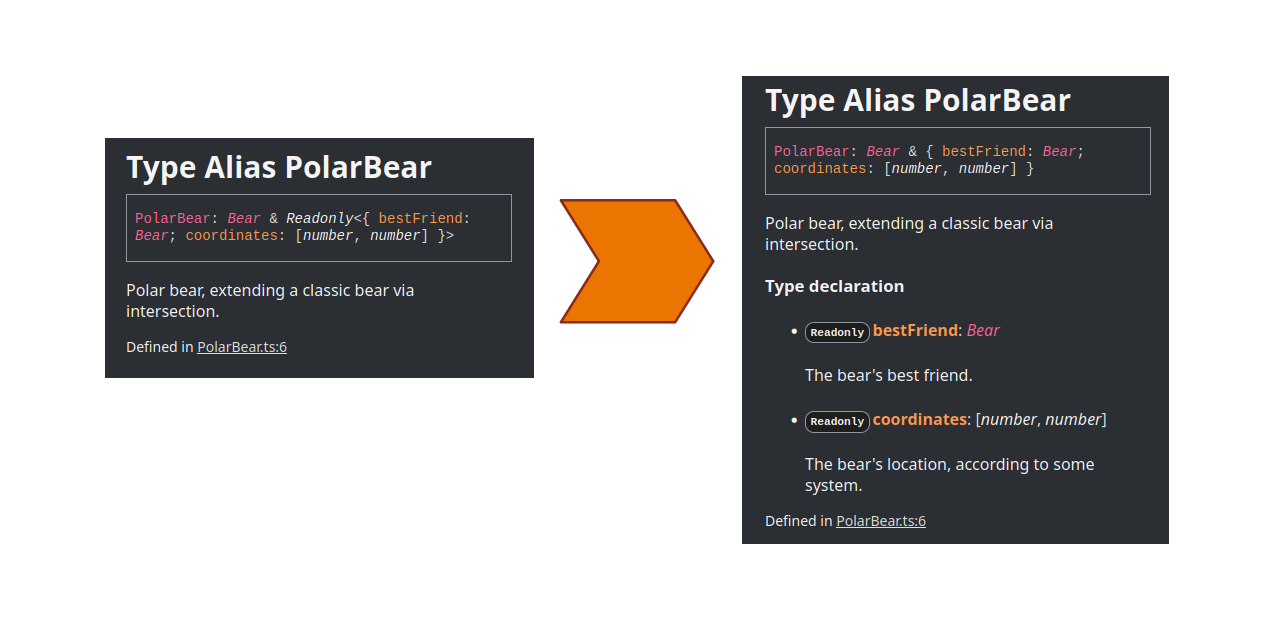 Type Alias PolarBear
PolarBear: Bear & Readonly<{ bestFriend:
Bear; coordinates: [number, number] }>
Polar bear, extending a classic bear via
intersection.
Defined in PolarBear.ts:6
Type Alias PolarBear
PolarBear: Bear & { bestFriend: Bear;
coordinates: [number, number] }
Polar bear, extending a classic bear via
intersection.
Type declaration
Readonly bestFriend: Bear
The bear's best friend.
Readonly coordinates: [number, number]
The bear's location, according to some
system.
Defined in PolarBear.ts:6